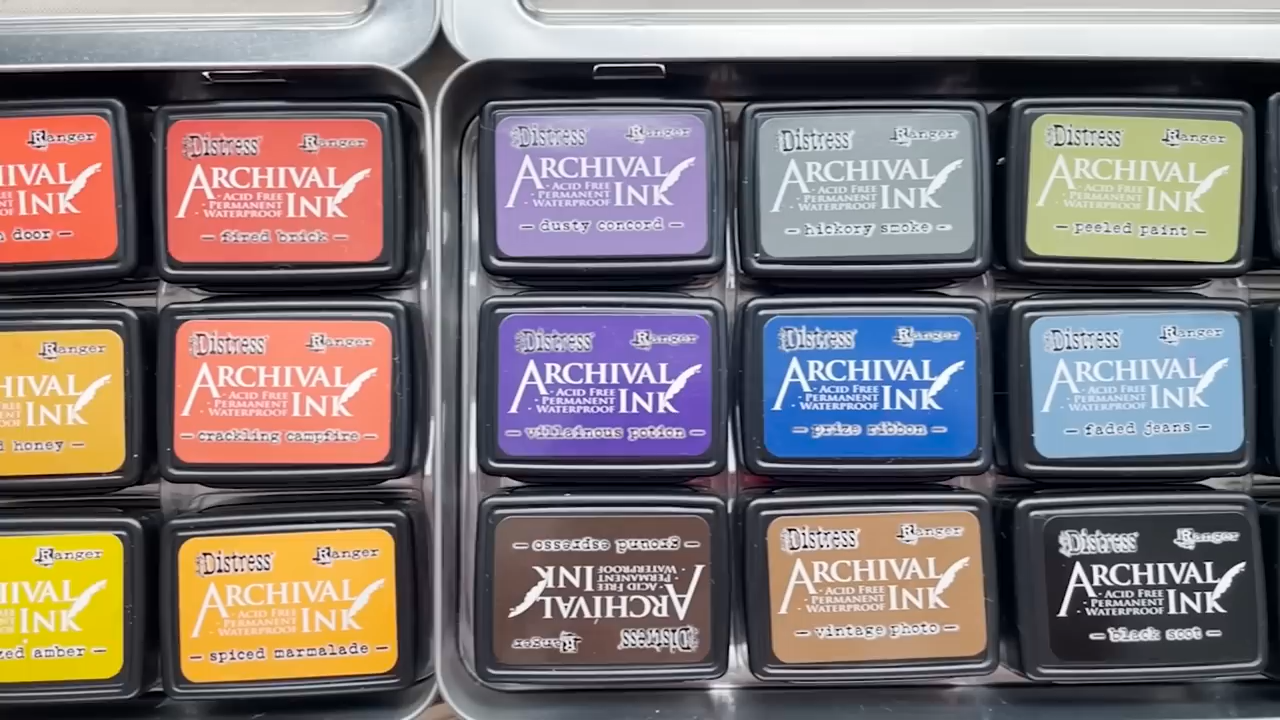 Ranger
IVAL
INK
door —
Distress Ranger
ARCHIVAL
- ACID FREE
- PERMANENT
- WATERPROOF
INK
— fired brick —
Distress Ranger
ARCHIVAL
- ACID FREE
- PERMANENT
- WATERPROOF
INK
— dusty concord —
Distress Ranger
ARCHIVAL
- ACID FREE
- PERMANENT
- WATERPROOF
INK
— hickory smoke —
Distress Ranger
ARCHIVAL
- ACID FREE
- PERMANENT
- WATERPROOF
INK
— peeled paint —
Ranger
HIVAL
INK
honey —
Distress Ranger
ARCHIVAL
- ACID FREE
- PERMANENT
- WATERPROOF
INK
— crackling campfire —
Distress Ranger
ARCHIVAL
- ACID FREE
- PERMANENT
- WATERPROOF
INK
— villainous potion —
Distress Ranger
ARCHIVAL
- ACID FREE
- PERMANENT
- WATERPROOF
INK
— prize ribbon —
Distress Ranger
ARCHIVAL
- ACID FREE
- PERMANENT
- WATERPROOF
INK
— faded jeans —
Ranger
HIVAL
INK
zed amber —
Distress Ranger
ARCHIVAL
- ACID FREE
- PERMANENT
- WATERPROOF
INK
— spiced marmalade —
Distress Ranger
ARCHIVAL
- ACID FREE
- PERMANENT
- WATERPROOF
INK
— ground espresso —
Distress Ranger
ARCHIVAL
- ACID FREE
- PERMANENT
- WATERPROOF
INK
— vintage photo —
Distress Ranger
ARCHIVAL
- ACID FREE
- PERMANENT
- WATERPROOF
INK
— black soot —